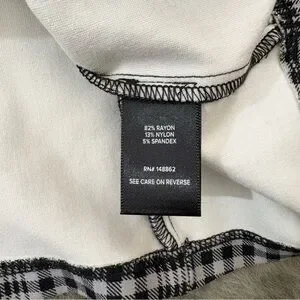 82% RAYON
13% NYLON
5% SPANDEX
RN# 148862
SEE CARE ON REVERSE